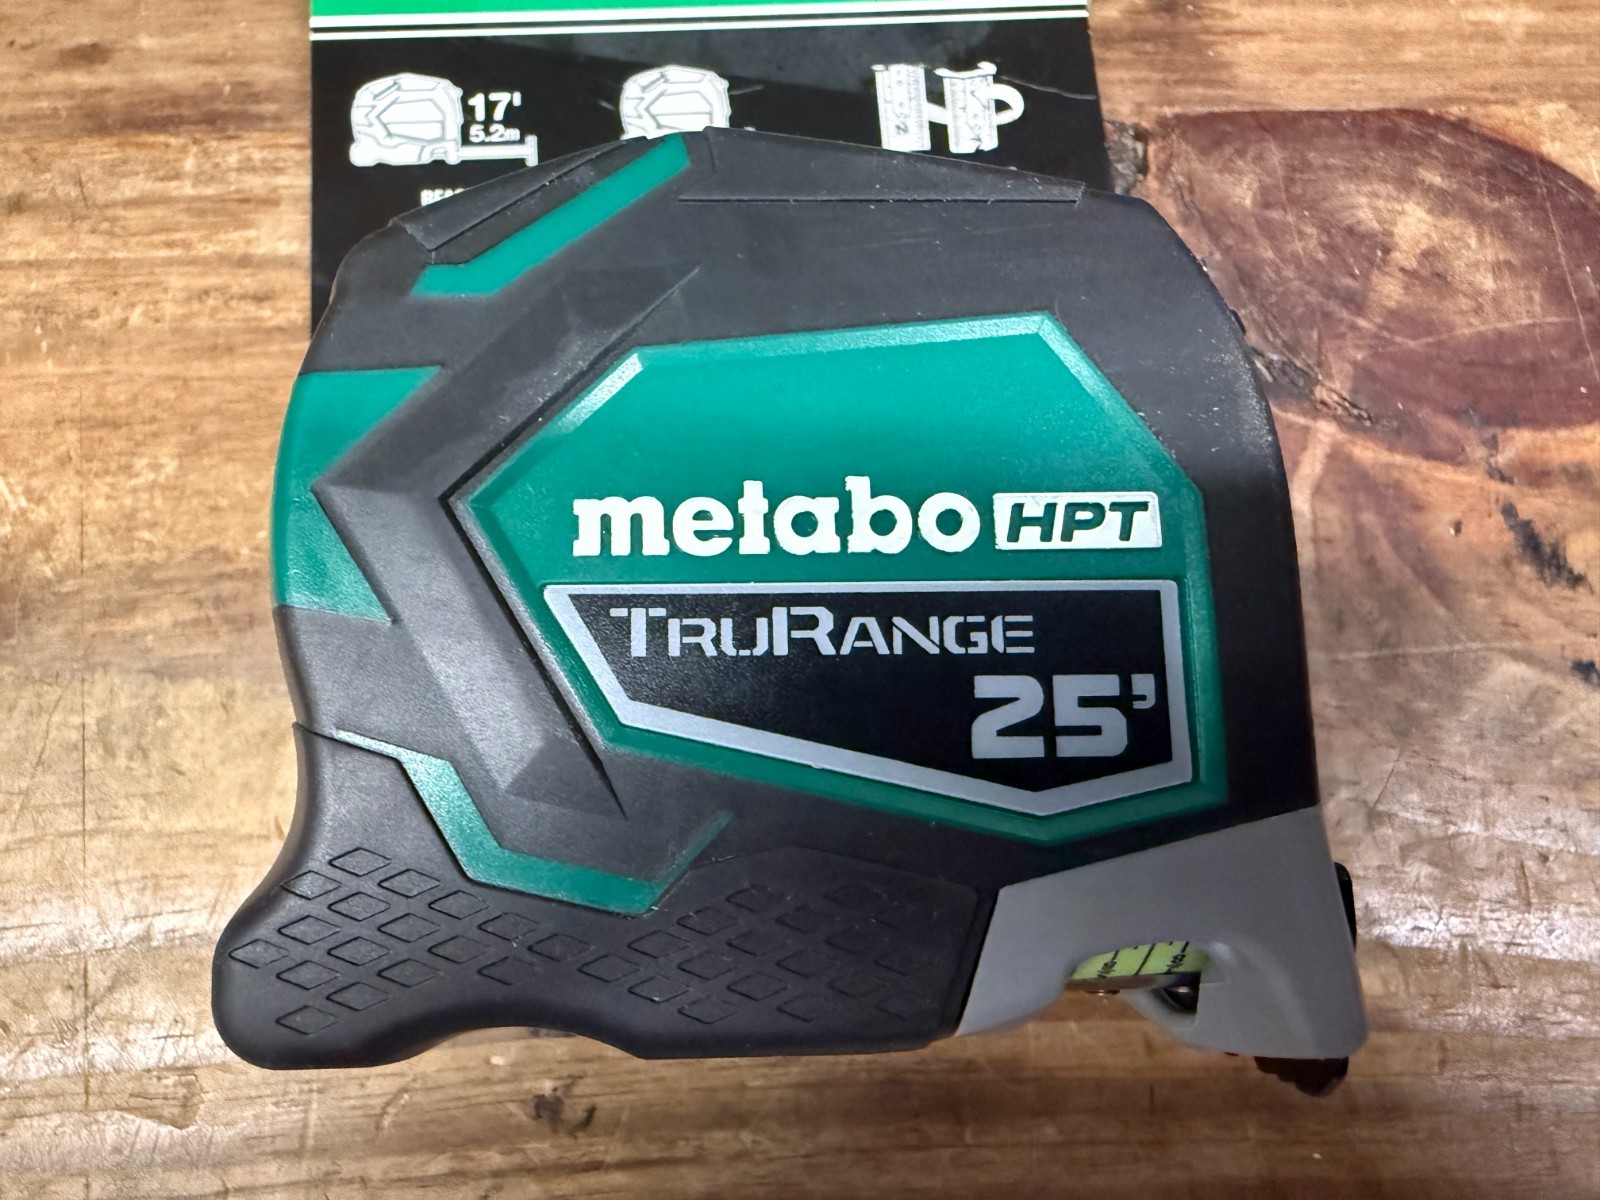 17'
5.2m
metabo HPT
TRURANGE
25'